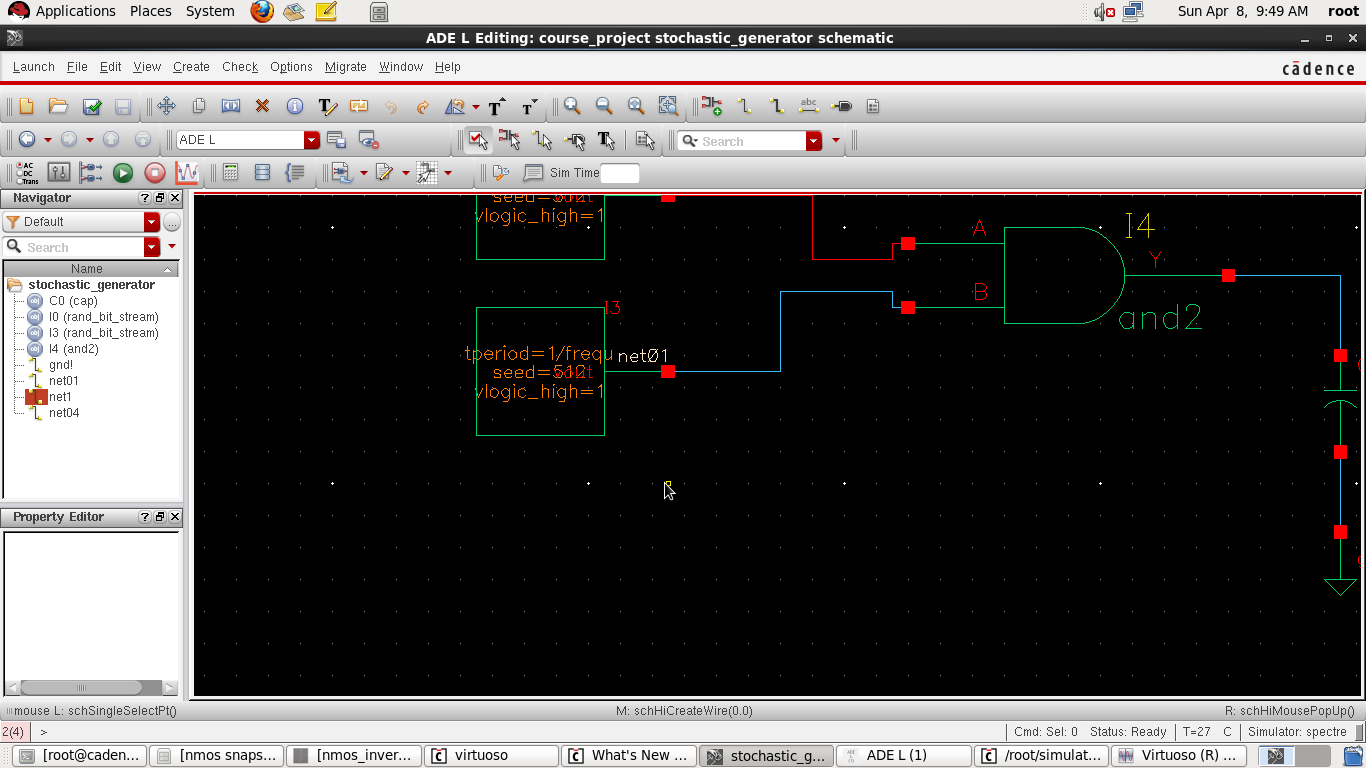 Applications Places System
Sun Apr 8, 9:49 AM root
ADE L Editing: course_project stochastic_generator schematic
Launch File Edit View Create Check Options Migrate Window Help
cādence
ADE L
Search
AC
DC
Trans
Sim Time
Navigator
Default
Search
Name
stochastic_generator
C0 (cap)
I0 (rand_bit_stream)
I3 (rand_bit_stream)
I4 (and2)
gnd!
net01
net1
net04
Property Editor
vlogic_high=1
I3
tperiod=1/frequ
net01
seed=512
vlogic_high=1
A
B
I4
Y
and2
mouse L: schSingleSelectPt()
M: schHiCreateWire(0.0)
R: schHiMousePopUp()
2(4) >
Cmd: Sel: 0 Status: Ready T=27 C Simulator: spectre
[root@caden...
[nmos snaps...
[nmos_inver...
virtuoso
What's New ...
stochastic_g...
ADE L (1)
/root/simulat...
Virtuoso (R) ...